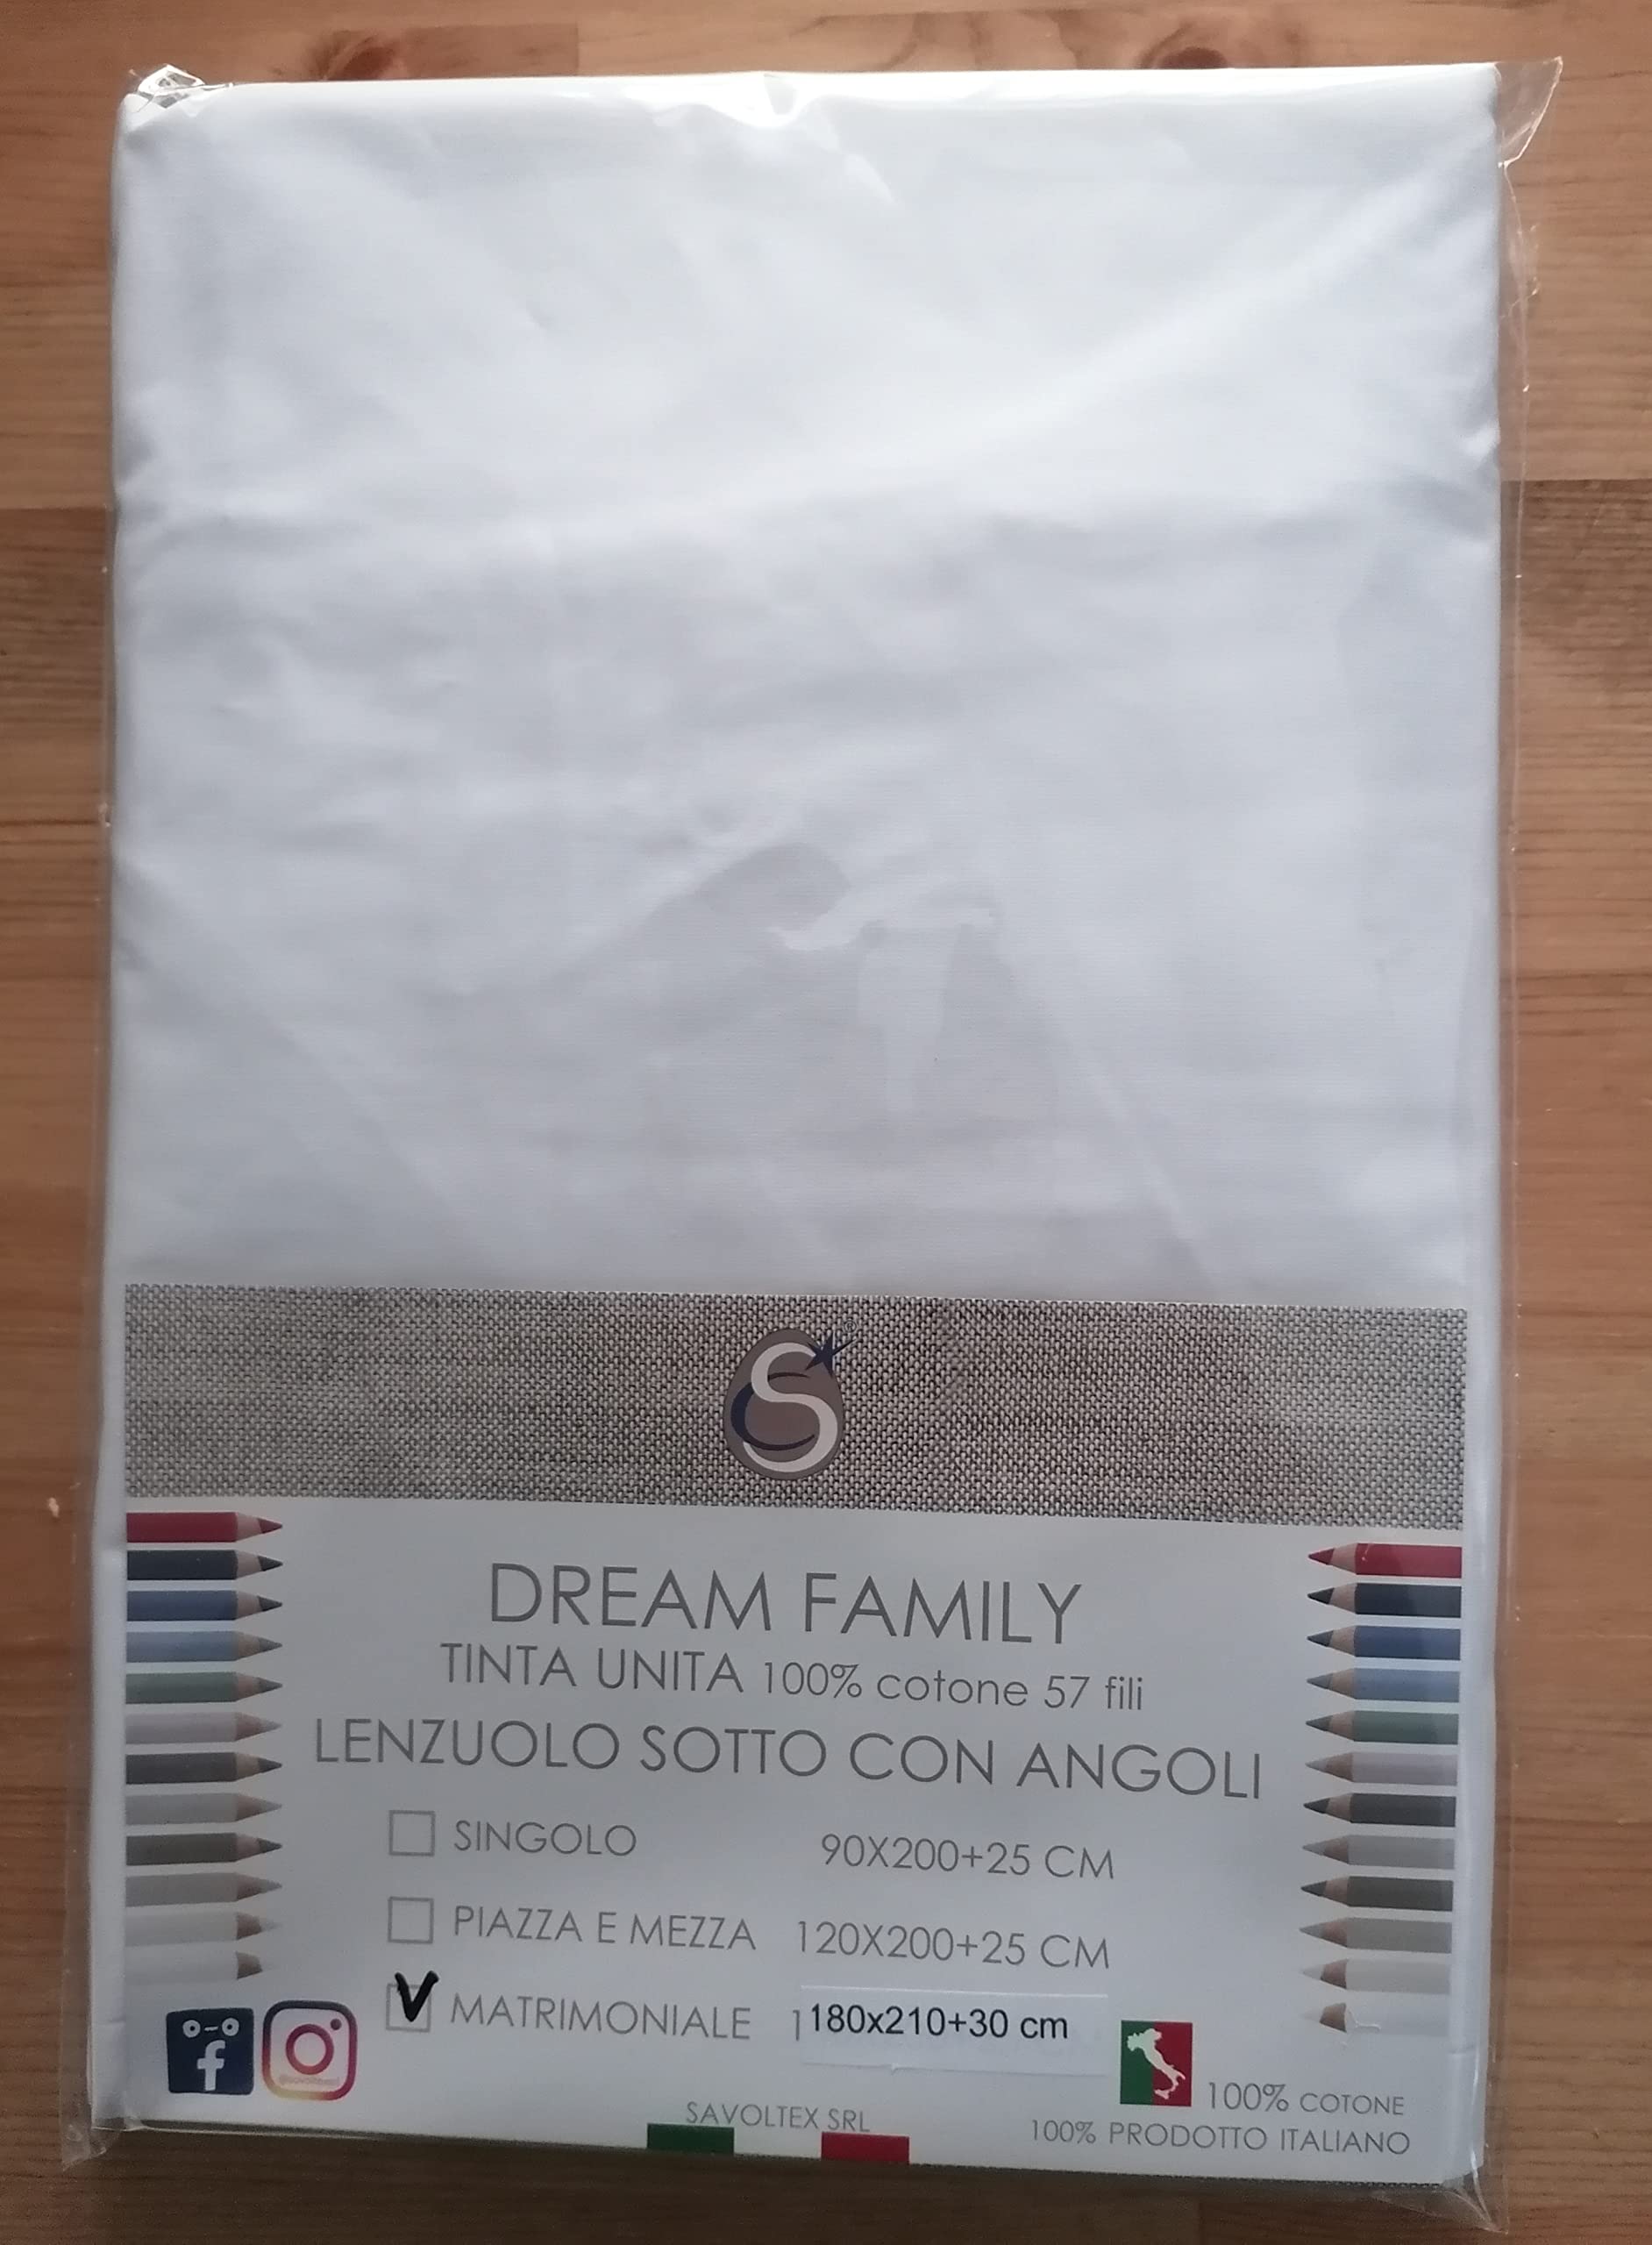 DREAM FAMILY
TINTA UNITA 100% cotone 57 fili
LENZUOLO SOTTO CON ANGOLI
SINGOLO 90X200+25 CM
PIAZZA E MEZZA 120X200+25 CM
MATRIMONIALE 1 180x210+30 cm
100% COTONE
SAVOLTEX SRL
100% PRODOTTO ITALIANO